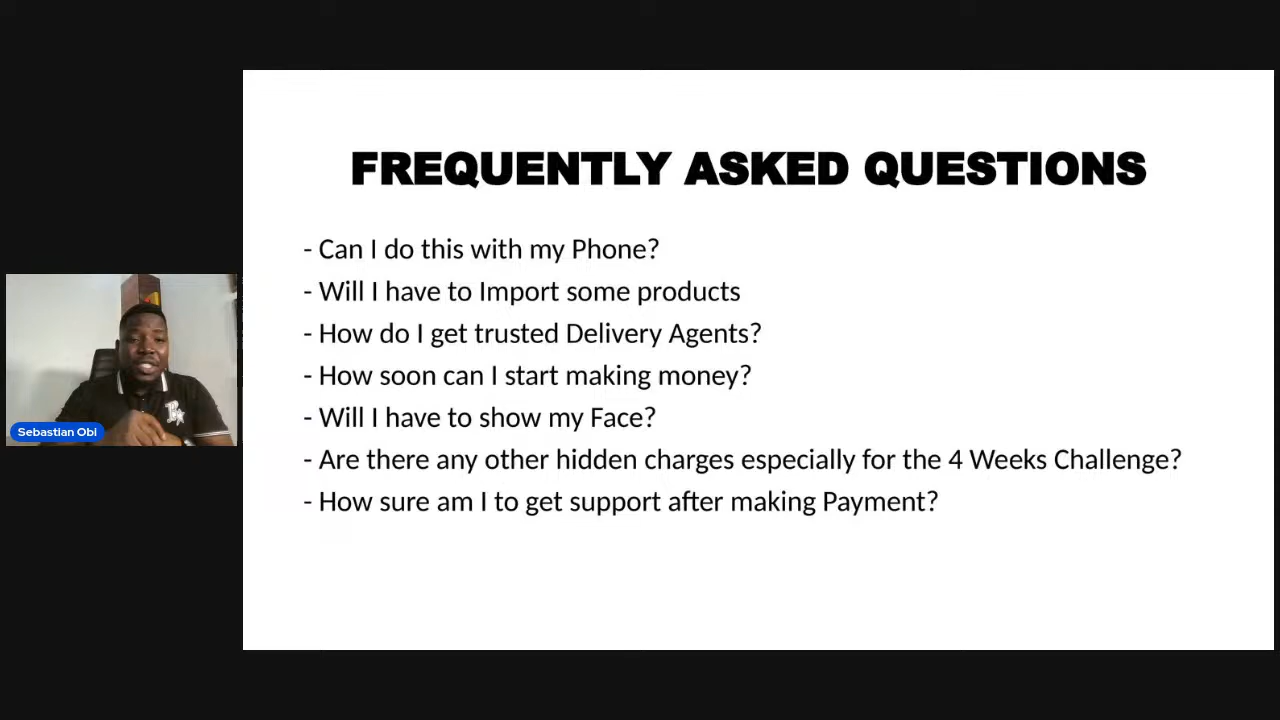 FREQUENTLY ASKED QUESTIONS
- Can I do this with my Phone?
- Will I have to Import some products
- How do I get trusted Delivery Agents?
- How soon can I start making money?
- Will I have to show my Face?
- Are there any other hidden charges especially for the 4 Weeks Challenge?
- How sure am I to get support after making Payment?
Sebastian Obi